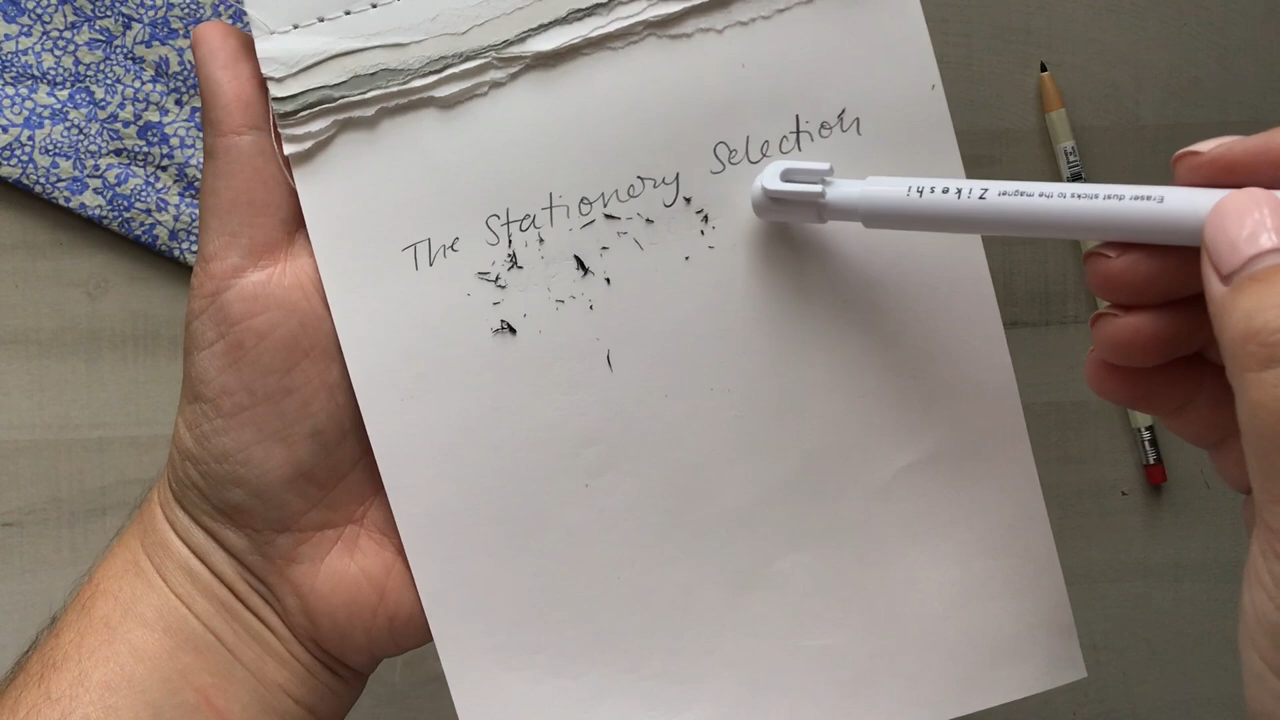 The Stationery Selection
Eraser dust sticks to the magnet Zikeshi